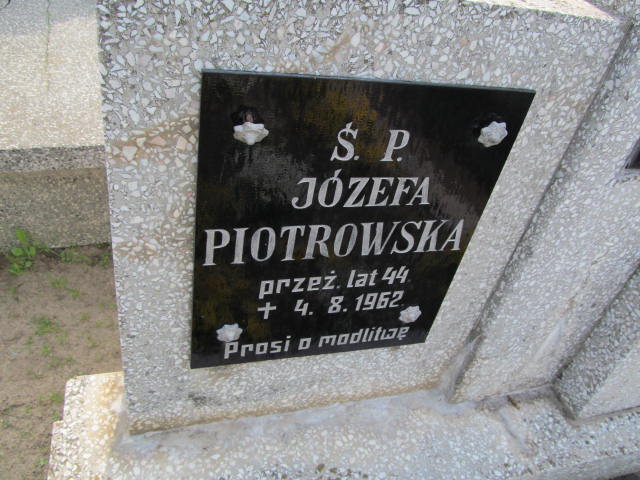 Ś. P.
JÓZEFA
PIOTROWSKA
przeż. lat 44
+ 4. 8. 1962.
Prosi o modlitwę